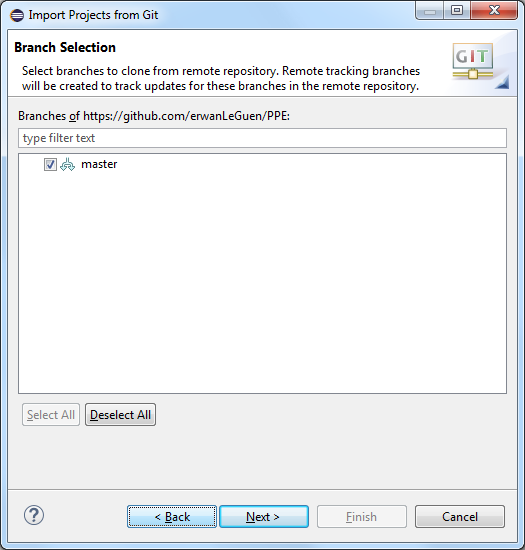 Import Projects from Git
Branch Selection
Select branches to clone from remote repository. Remote tracking branches
will be created to track updates for these branches in the remote repository.
GIT
Branches of https://github.com/erwanLeGuen/PPE:
type filter text
master
Select All
Deselect All
?
< Back
Next >
Finish
Cancel